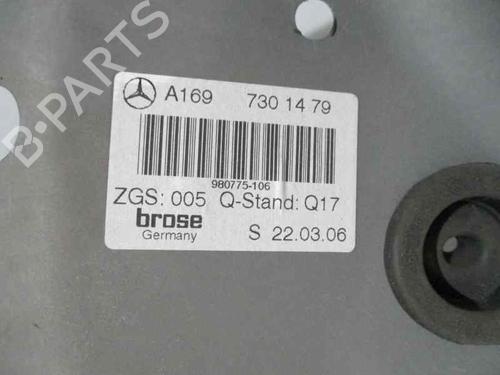 A169 730 14 79
980775-106
ZGS: 005 Q-Stand: Q17
brose
Germany S 22.03.06
B-PARTS